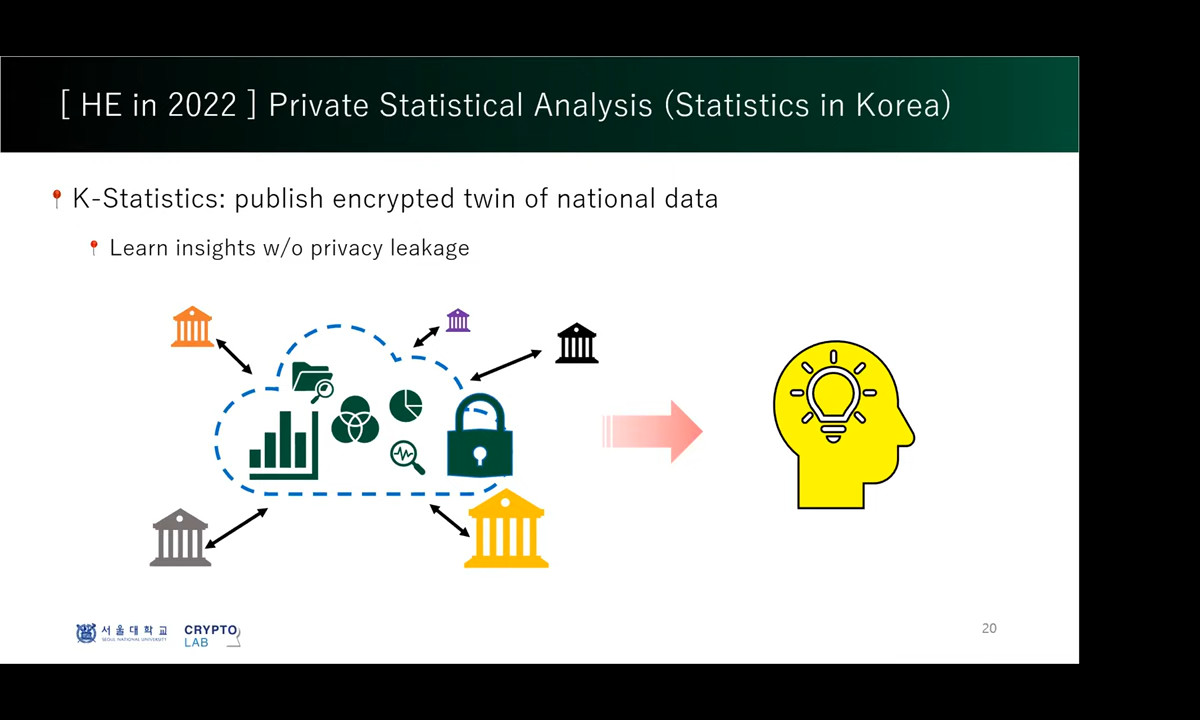 [ HE in 2022 ] Private Statistical Analysis (Statistics in Korea)
K-Statistics: publish encrypted twin of national data
Learn insights w/o privacy leakage
서울대학교
SEOUL NATIONAL UNIVERSITY
CRYPTO
LAB
20